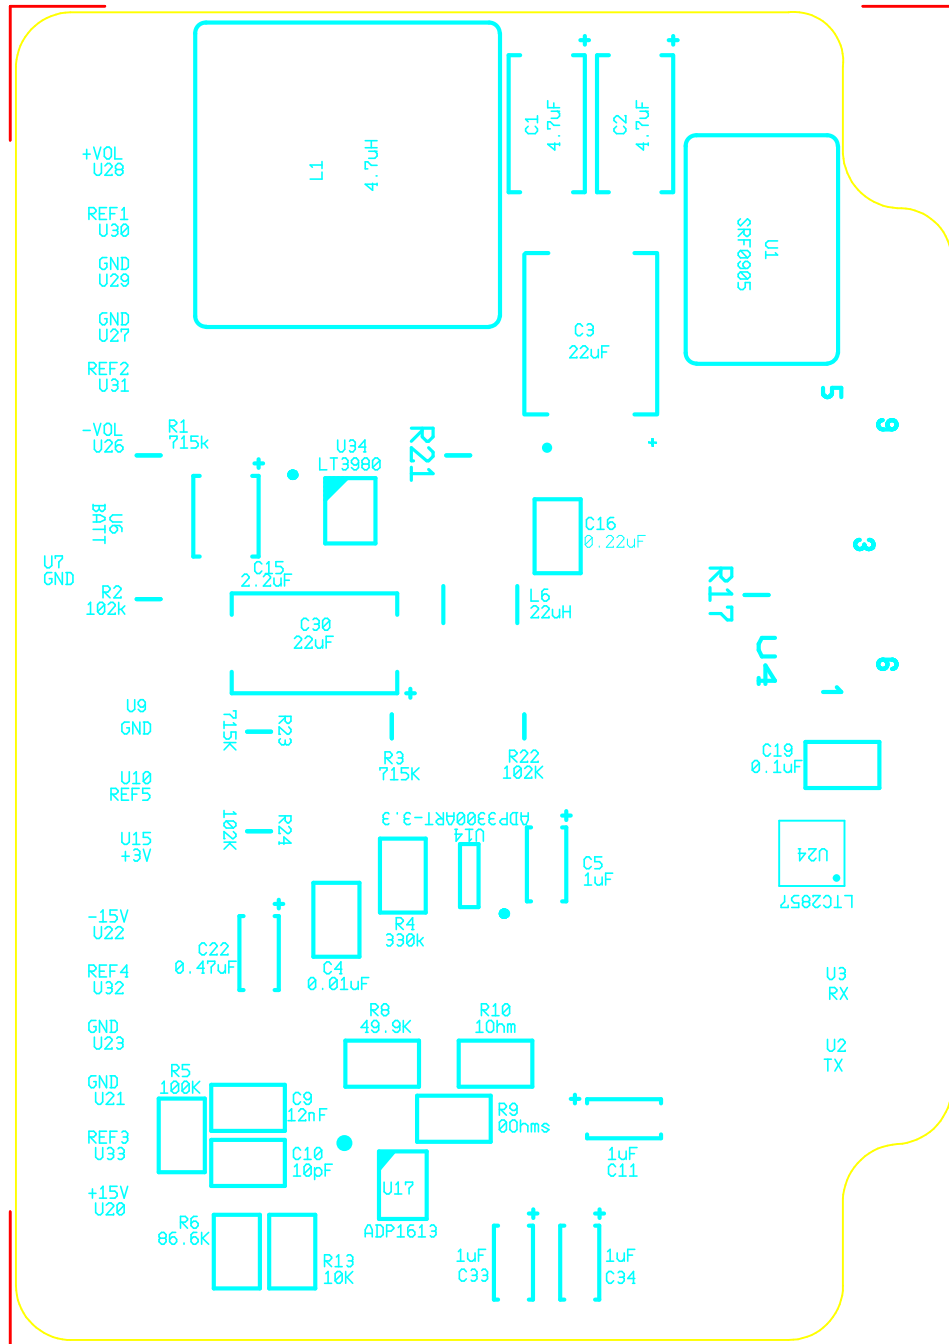 +VOL
U28
REF1
U30
GND
U29
GND
U27
REF2
U31
-VOL
U26
L1
4.7uH
C1
4.7uF
C2
4.7uF
U1
SRF0905
C3
22uF
5
9
3
6
1
R1
715k
U34
LT3980
R21
U6
BATT
U7
GND
C15
2.2uF
C16
0.22uF
R2
102k
C30
22uF
L6
22uH
R17
U4
U9
GND
715K
R23
R3
715K
R22
102K
C19
0.1uF
U10
REF5
102K
R24
ADP3300ART-3.3
U14
U15
+3V
C5
1uF
U24
LTC2857
R4
330k
-15V
U22
C22
0.47uF
C4
0.01uF
REF4
U32
U3
RX
R8
49.9K
R10
1Ohm
GND
U23
U2
TX
R5
100K
GND
U21
C9
12nF
R9
0Ohms
REF3
U33
C10
10pF
1uF
C11
U17
ADP1613
+15V
U20
R6
86.6K
R13
10K
1uF
C33
1uF
C34